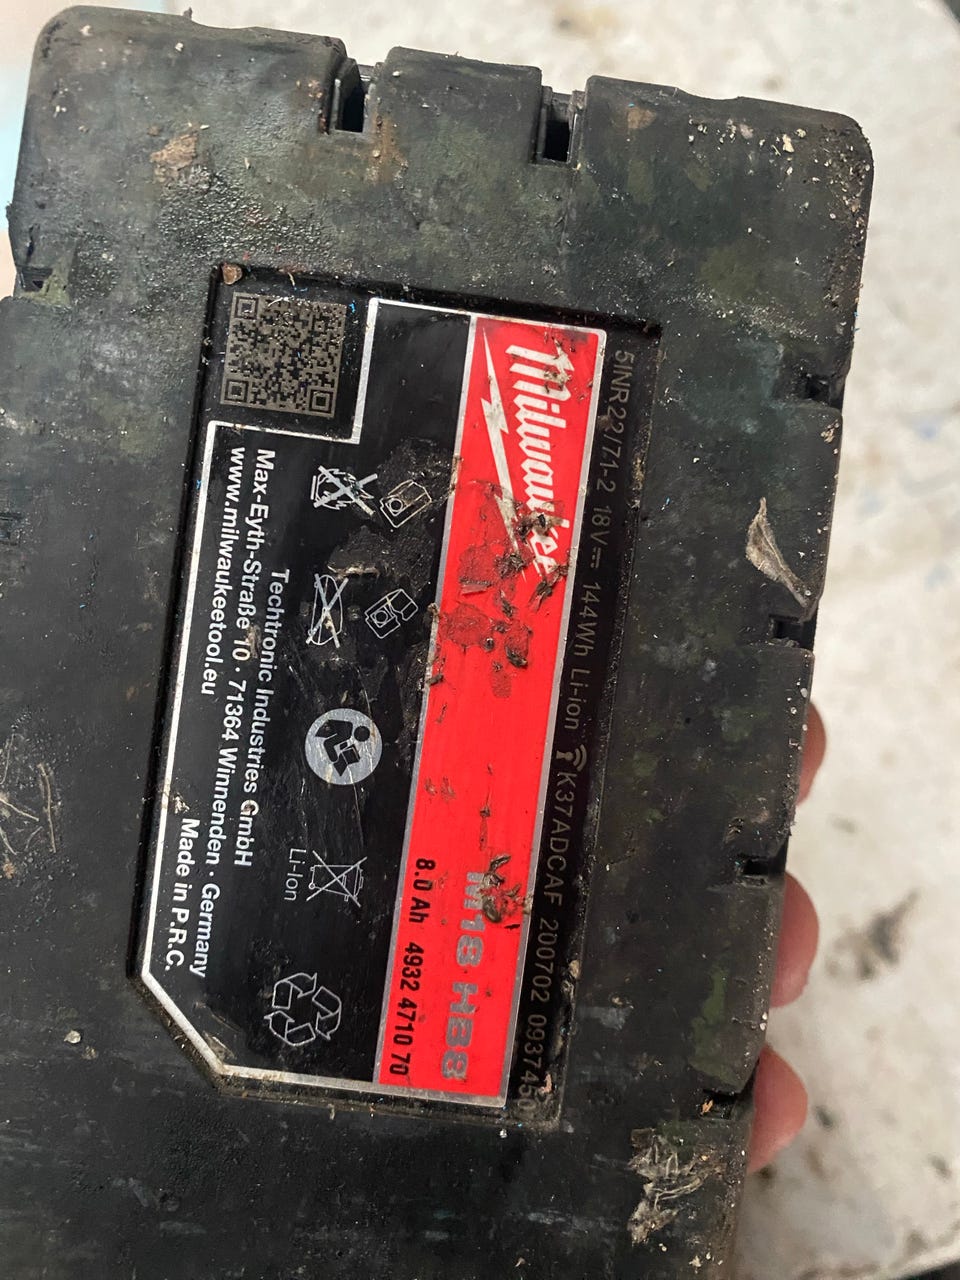 5INR22/71-2 18V⎓ 144Wh Li-ion K37ADCAF 200702 0937450
Milwaukee
M18 HB8
8.0 Ah 4932 4710 70
Li-Ion
Techtronic Industries GmbH
Max-Eyth-Straße 10 · 71364 Winnenden · Germany
www.milwaukeetool.eu
Made in P.R.C.